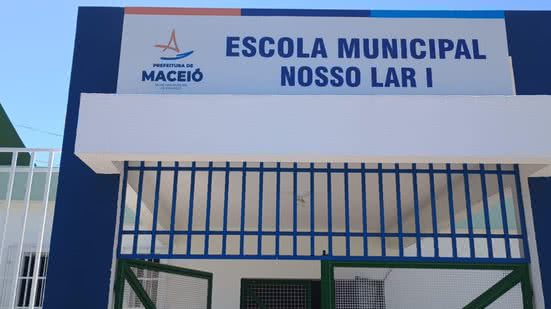 ESCOLA MUNICIPAL
NOSSO LAR I
PREFEITURA DE
MACEIÓ